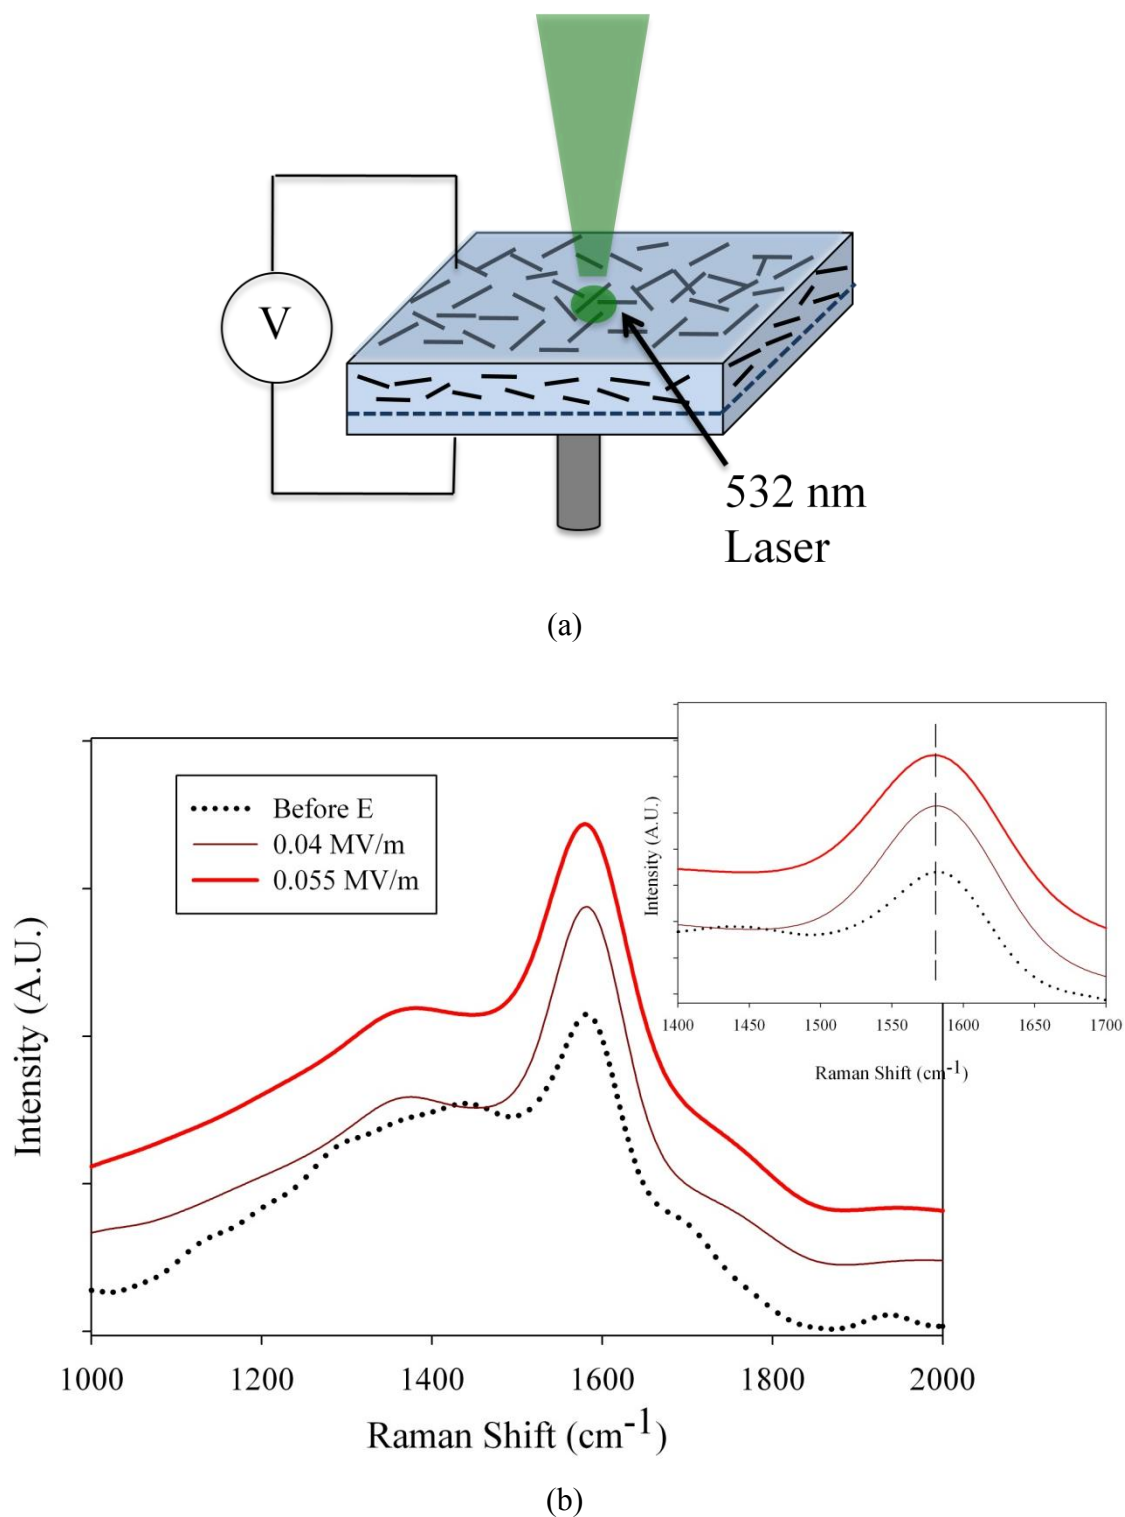 V
532 nm
Laser
(a)
Before E
0.04 MV/m
0.055 MV/m
Intensity (A.U.)
1000 1200 1400 1600 1800 2000
Raman Shift (cm-1)
Intensity (A.U.)
1400 1450 1500 1550 1600 1650 1700
Raman Shift (cm-1)
(b)